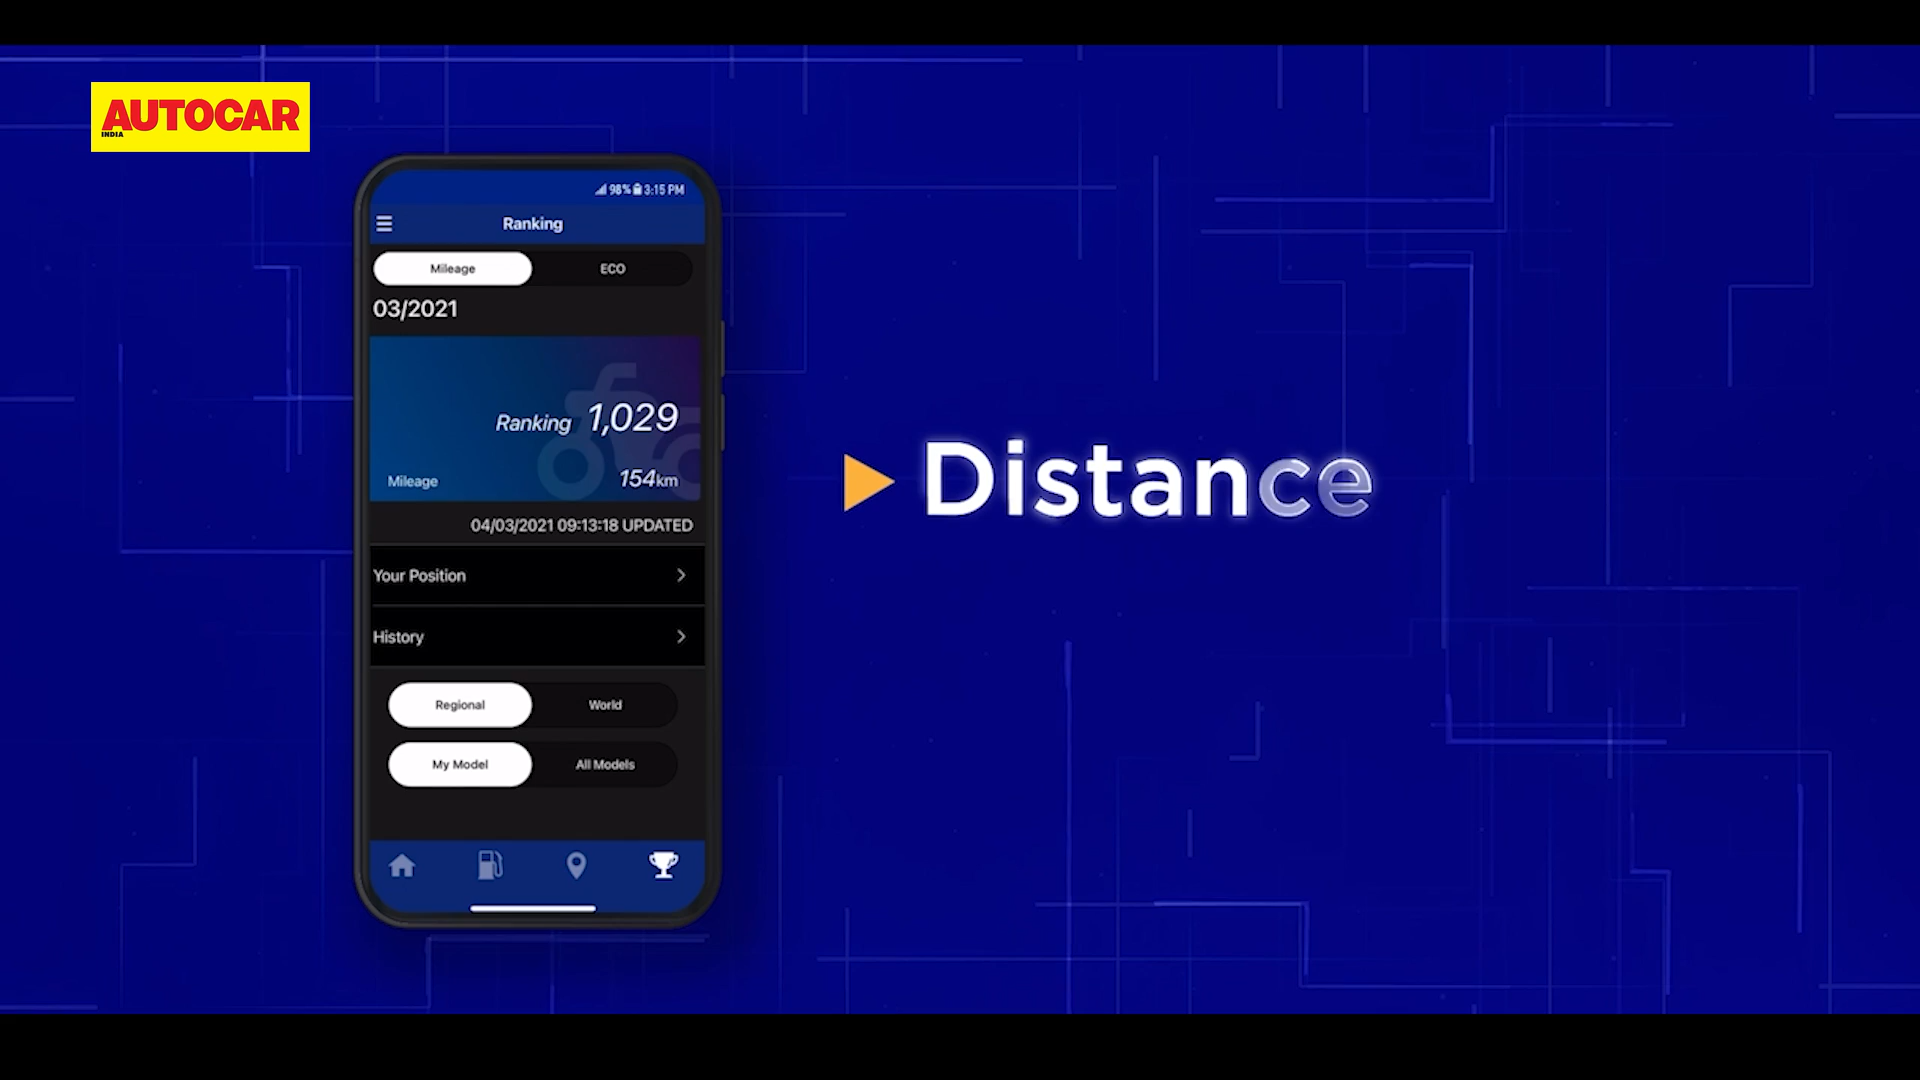 AUTOCAR
INDIA
98% 3:15 PM
Ranking
Mileage ECO
03/2021
Ranking 1,029
Mileage 154km
04/03/2021 09:13:18 UPDATED
Your Position
History
Regional World
My Model All Models
Distance